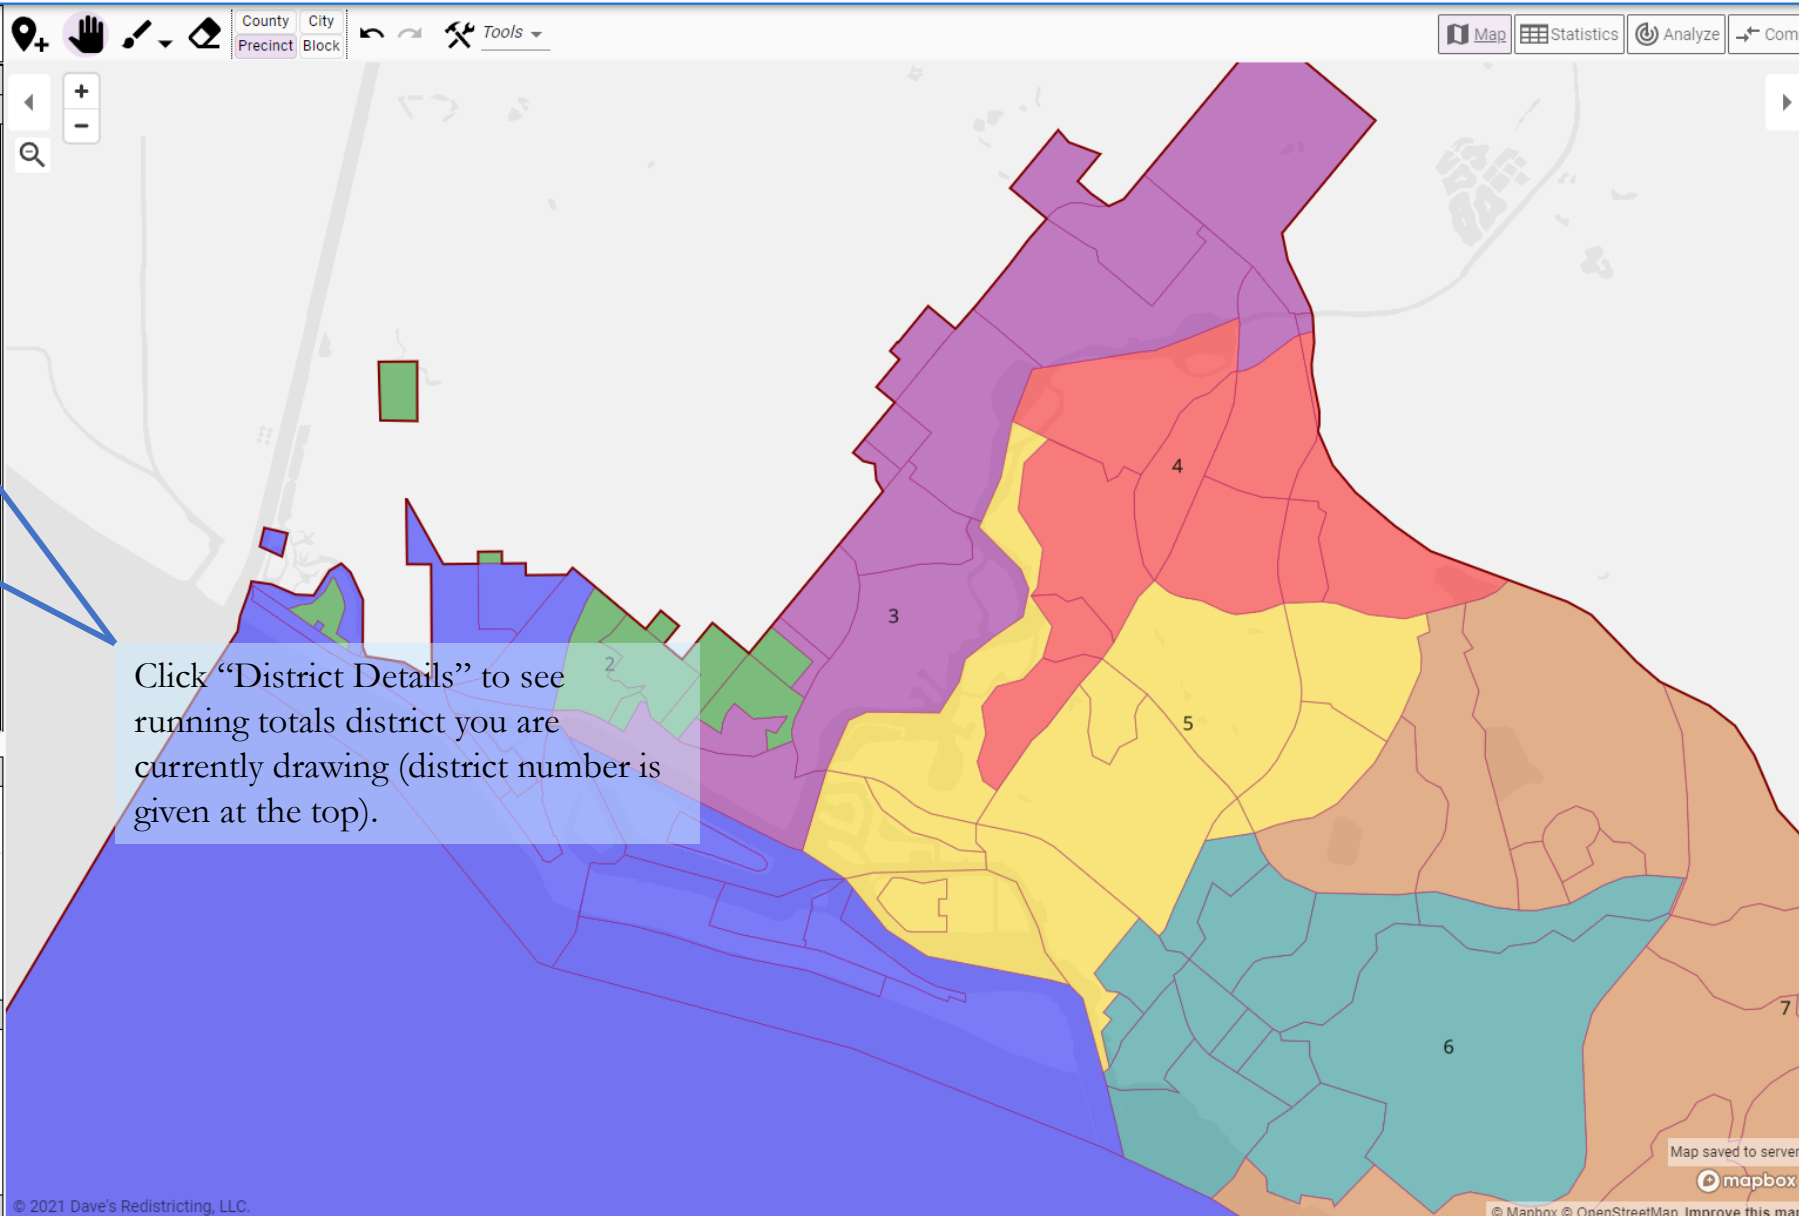 County City
Precinct Block
Tools
Map
Statistics
Analyze
Com
+
−
4
3
2
5
Click “District Details” to see
running totals district you are
currently drawing (district number is
given at the top).
7
6
Map saved to server
mapbox
© 2021 Dave's Redistricting, LLC.
© Mapbox © OpenStreetMap Improve this map